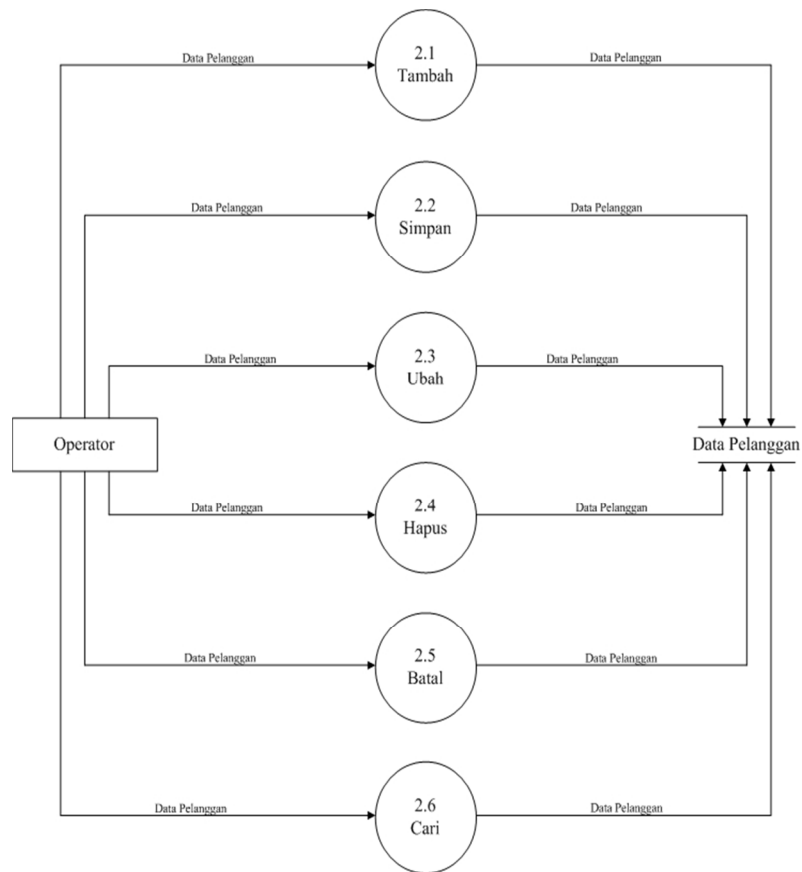 Data Pelanggan
2.1
Tambah
Data Pelanggan
Data Pelanggan
2.2
Simpan
Data Pelanggan
Data Pelanggan
2.3
Ubah
Data Pelanggan
Operator
Data Pelanggan
Data Pelanggan
2.4
Hapus
Data Pelanggan
Data Pelanggan
2.5
Batal
Data Pelanggan
Data Pelanggan
2.6
Cari
Data Pelanggan